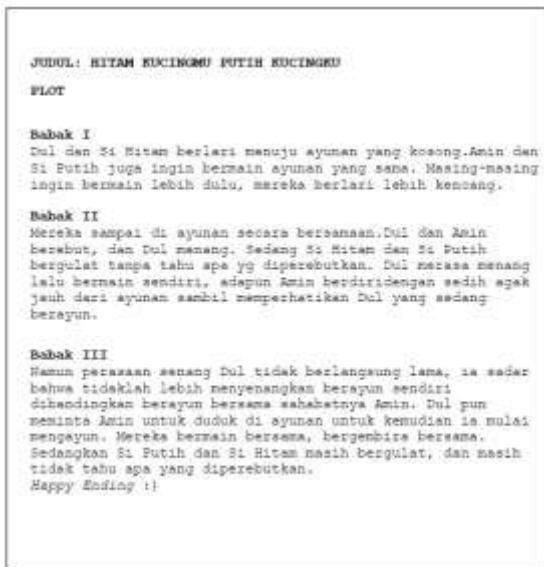 JUDUL: HITAM KUCINGMU PUTIH KUCINGKU
PLOT
Babak I
Dul dan Si Hitam berlari menuju ayunan yang kosong.Amin dan
Si Putih juga ingin bermain ayunan yang sama. Masing-masing
ingin bermain lebih dulu, mereka berlari lebih kencang.
Babak II
Mereka sampai di ayunan secara bersamaan.Dul dan Amin
berebut, dan Dul menang. Sedang Si Hitam dan Si Putih
bergulat tanpa tahu apa yg diperebutkan. Dul merasa menang
lalu bermain sendiri, adapun Amin berdiridengan sedih agak
jauh dari ayunan sambil memperhatikan Dul yang sedang
berayun.
Babak III
Namun perasaan senang Dul tidak berlangsung lama, ia sadar
bahwa tidaklah lebih menyenangkan berayun sendiri
dibandingkan berayun bersama sahabatnya Amin. Dul pun
meminta Amin untuk duduk di ayunan untuk kemudian ia mulai
mengayun. Mereka bermain bersama, bergembira bersama.
Sedangkan Si Putih dan Si Hitam masih bergulat, dan masih
tidak tahu apa yang diperebutkan.
Happy Ending :)